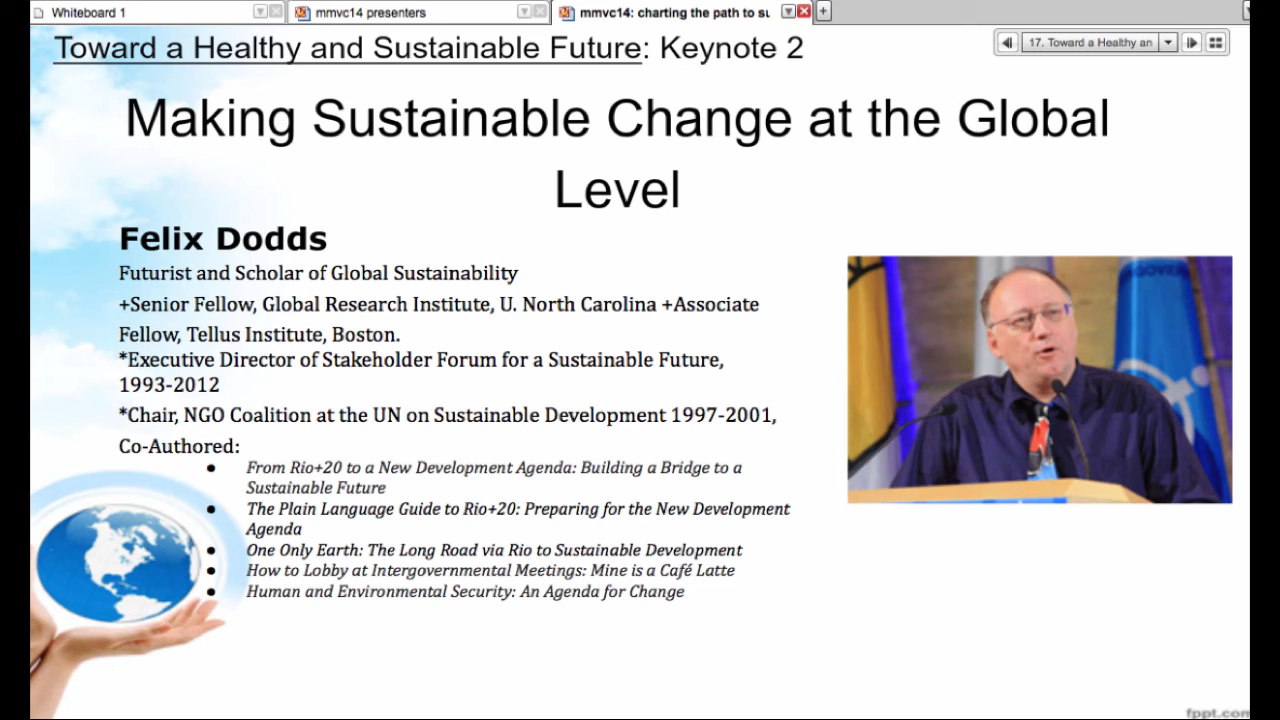 Whiteboard 1
mmvc14 presenters
mmvc14: charting the path to su
Toward a Healthy and Sustainable Future: Keynote 2
17. Toward a Healthy an
Making Sustainable Change at the Global
Level
Felix Dodds
Futurist and Scholar of Global Sustainability
+Senior Fellow, Global Research Institute, U. North Carolina +Associate
Fellow, Tellus Institute, Boston.
*Executive Director of Stakeholder Forum for a Sustainable Future,
1993-2012
*Chair, NGO Coalition at the UN on Sustainable Development 1997-2001,
Co-Authored:
● From Rio+20 to a New Development Agenda: Building a Bridge to a
Sustainable Future
● The Plain Language Guide to Rio+20: Preparing for the New Development
Agenda
● One Only Earth: The Long Road via Rio to Sustainable Development
● How to Lobby at Intergovernmental Meetings: Mine is a Café Latte
● Human and Environmental Security: An Agenda for Change
fppt.com